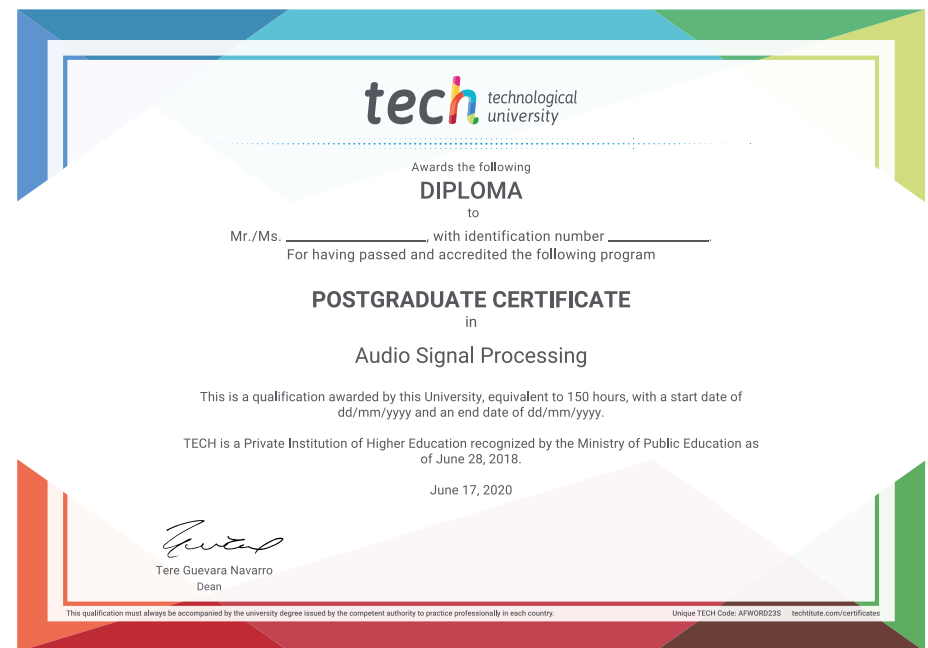 tech technological
university
Awards the following
DIPLOMA
to
Mr./Ms. ____________________, with identification number ______________.
For having passed and accredited the following program
POSTGRADUATE CERTIFICATE
in
Audio Signal Processing
This is a qualification awarded by this University, equivalent to 150 hours, with a start date of
dd/mm/yyyy and an end date of dd/mm/yyyy.
TECH is a Private Institution of Higher Education recognized by the Ministry of Public Education as
of June 28, 2018.
June 17, 2020
Tere Guevara Navarro
Dean
This qualification must always be accompanied by the university degree issued by the competent authority to practice professionally in each country. Unique TECH Code: AFWORD23S techtitute.com/certificates